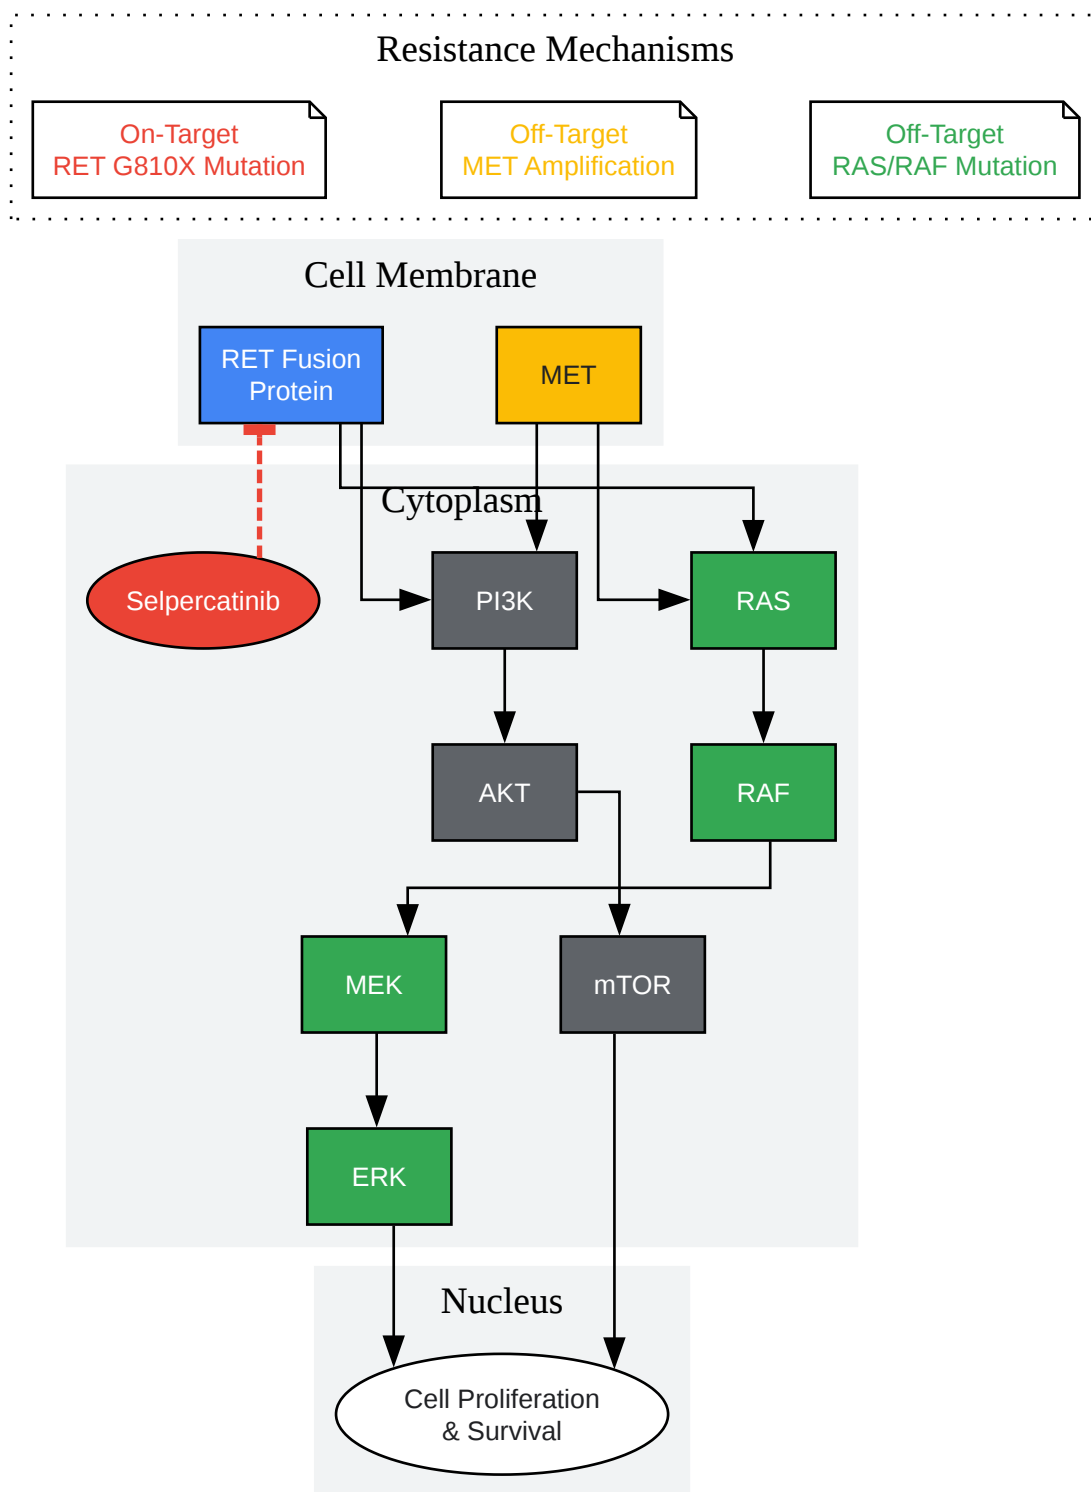 Resistance Mechanisms
On-Target
RET G810X Mutation
Off-Target
MET Amplification
Off-Target
RAS/RAF Mutation
Cell Membrane
RET Fusion
Protein
MET
Cytoplasm
Selpercatinib
PI3K
RAS
AKT
RAF
MEK
mTOR
ERK
Nucleus
Cell Proliferation
& Survival